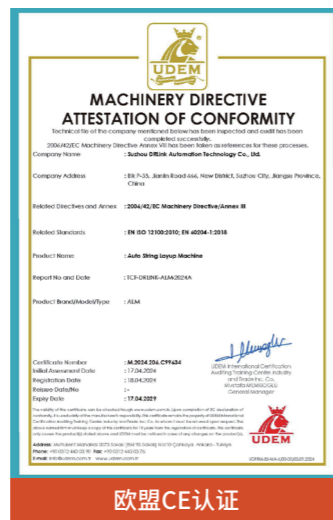 UDEM
MACHINERY DIRECTIVE
ATTESTATION OF CONFORMITY
Technical file of the company mentioned below has been inspected and audit has been
completed successfully.
2006/42/EC Machinery Directive Annex VIII has been taken as references for these processes.
Company Name : Suzhou DRLink Automation Technology Co., Ltd.
Company Address : Blk P-35, Jianlin Road 466, New District, Suzhou City, Jiangsu Province,
China
Related Directives and Annex : 2006/42/EC Machinery Directive/Annex III
Related Standards : EN ISO 12100:2010; EN 60204-1:2018
Product Name : Auto String Layup Machine
Report No and Date : TCF-DRLINK-ALM-2024A
Product Brand/Model/Type : ALM
Certificate Number : M.2024.206.C99634
Initial Assessment Date : 17.04.2024
Registration Date : 18.04.2024
Reissue Date/No : -
Expiry Date : 17.04.2029
UDEM International Certification
Auditing Training Centre Industry
and Trade Inc. Co.
General Manager
UDEM
欧盟CE认证